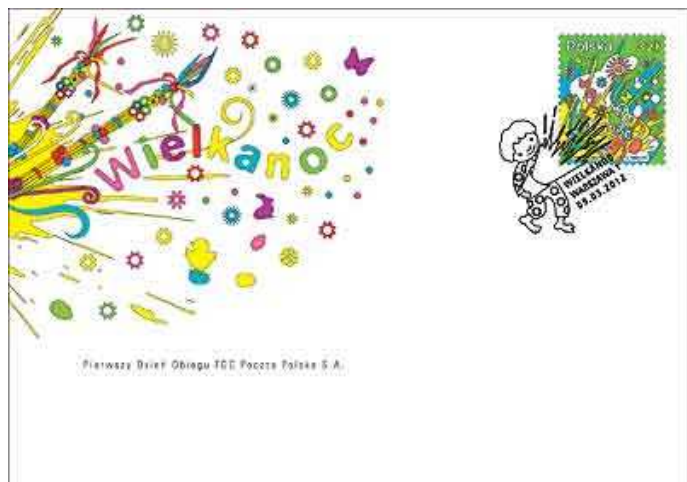 Polska
Wielkanoc
WIELKANOC
WARSZAWA 1
09.03.2012
Pierwszy Dzień Obiegu FDC Poczta Polska S.A.